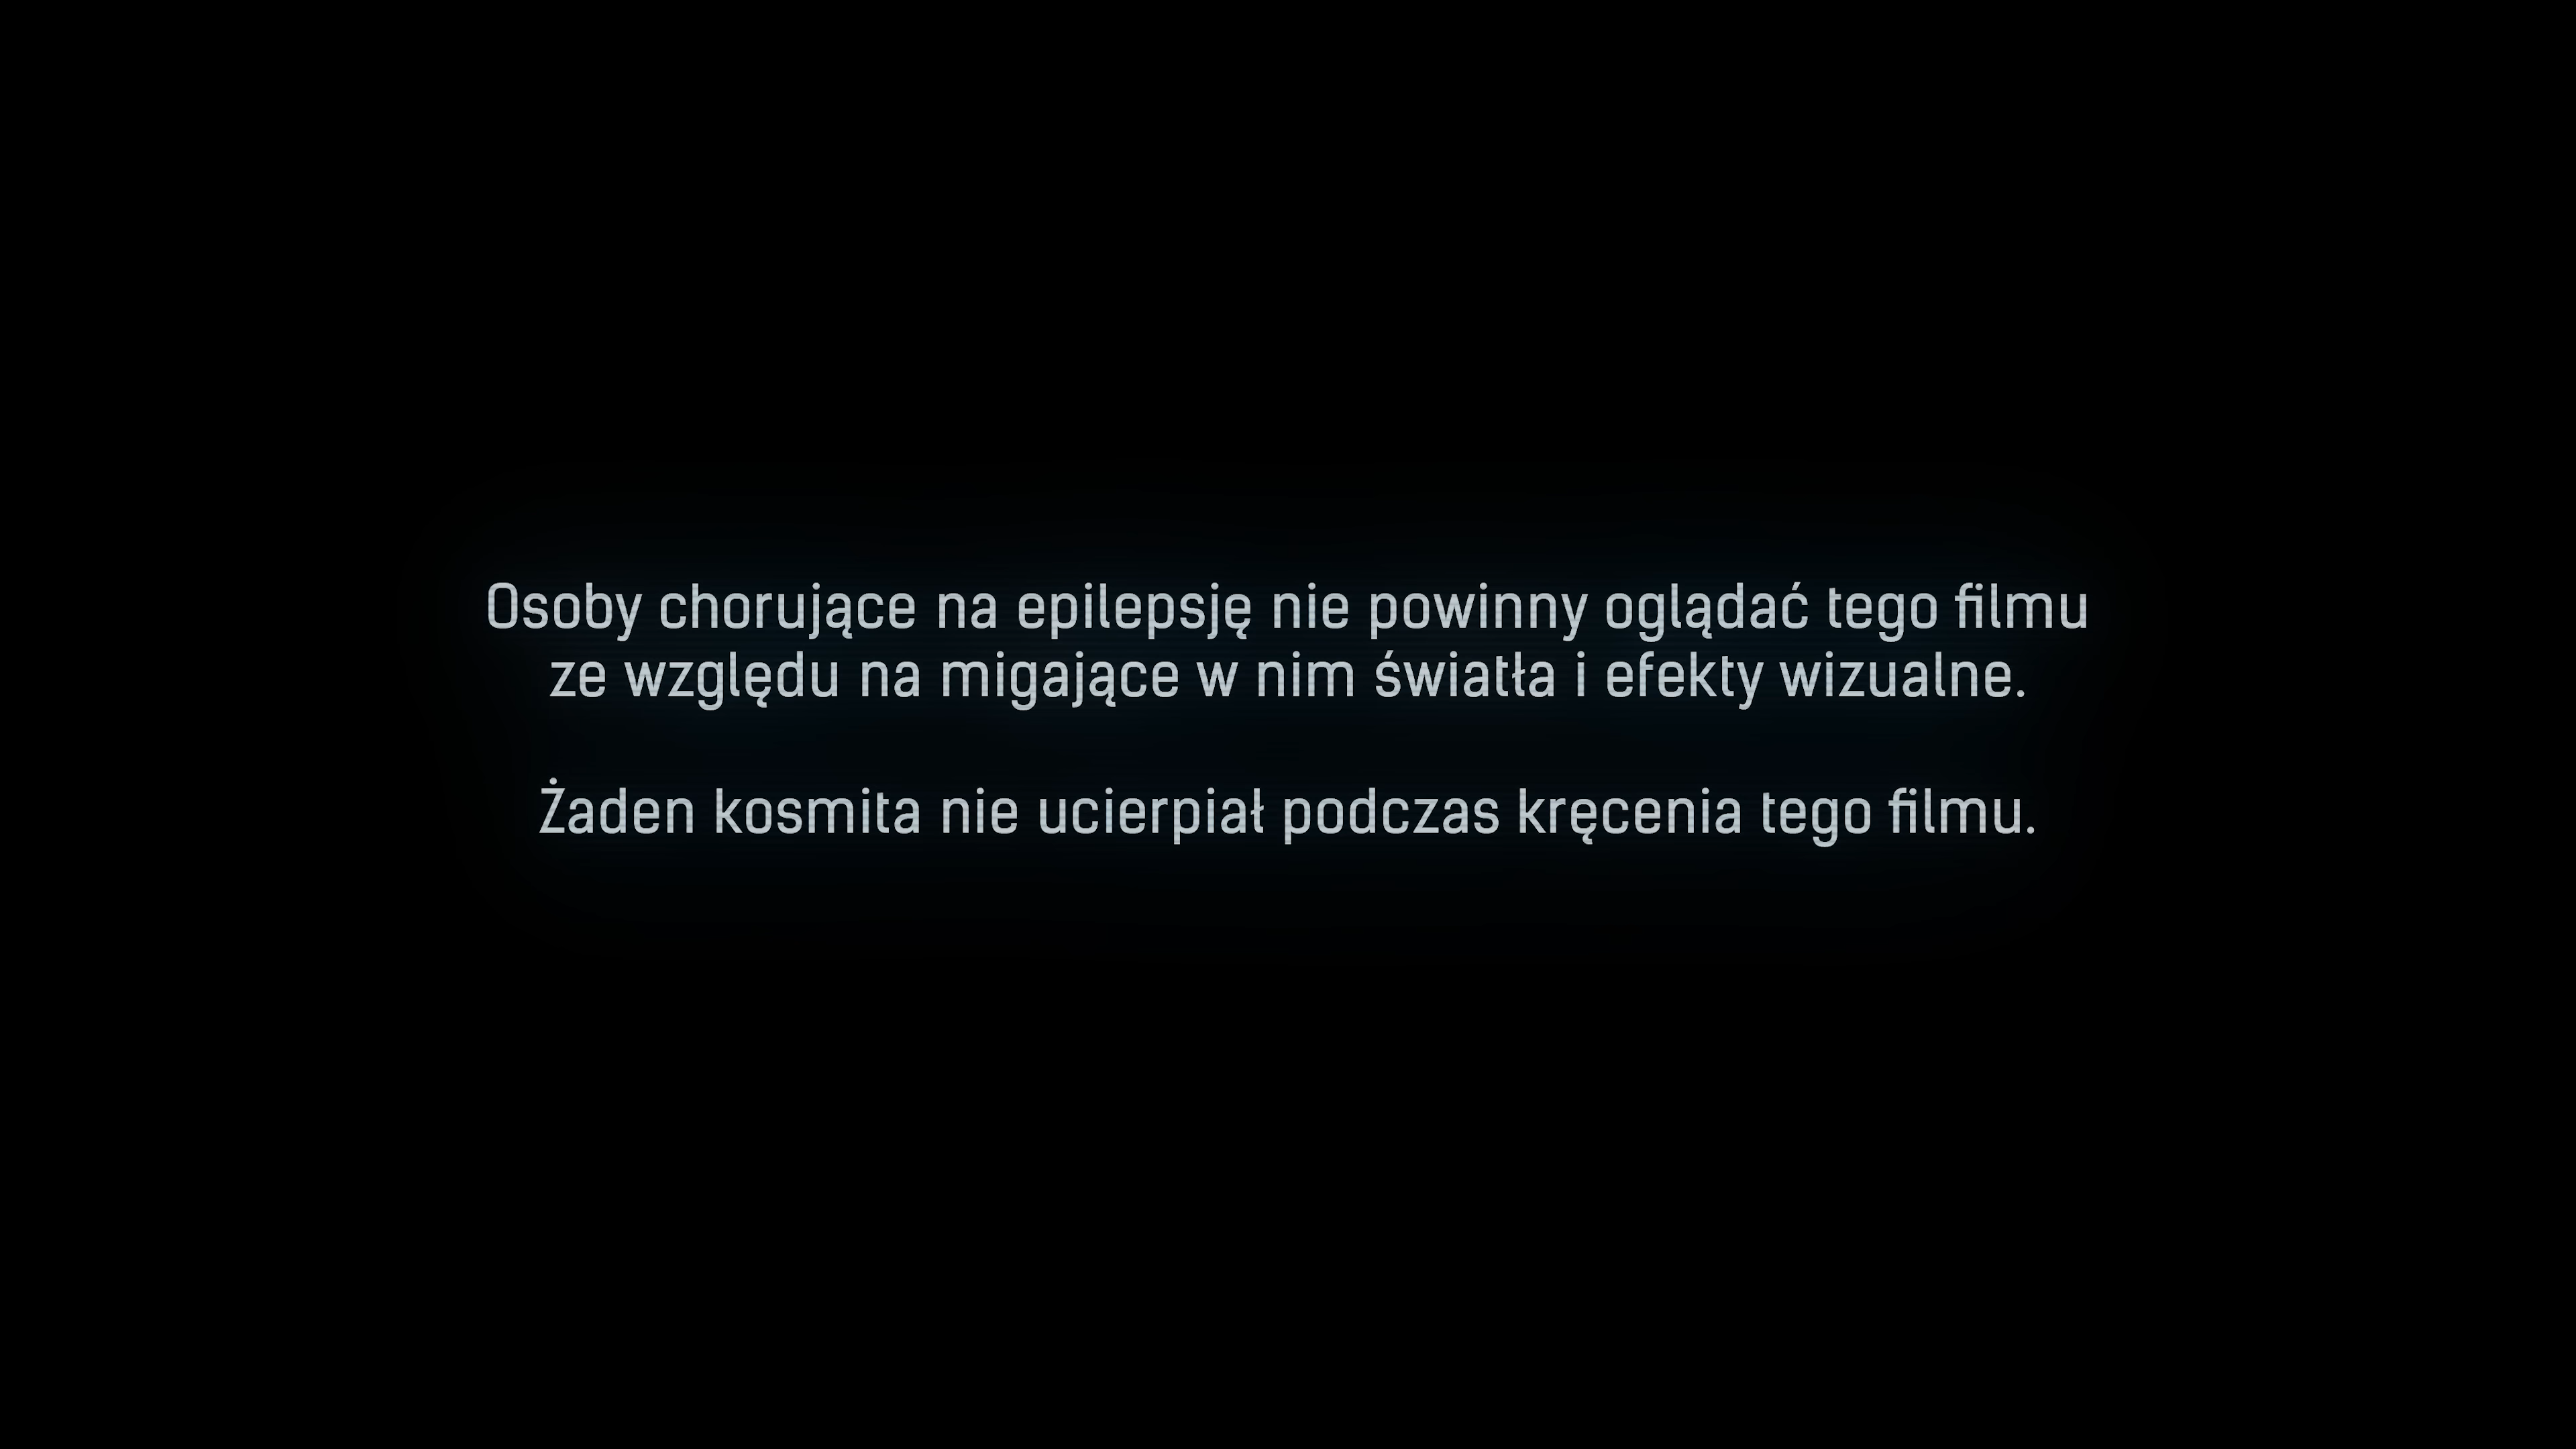 Osoby chorujące na epilepsję nie powinny oglądać tego filmu
ze względu na migające w nim światła i efekty wizualne.
Żaden kosmita nie ucierpiał podczas kręcenia tego filmu.